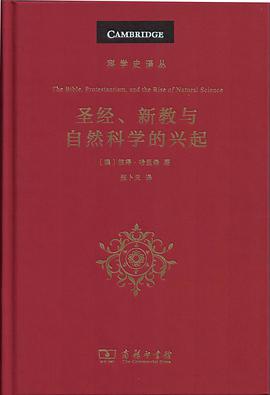 CAMBRIDGE
科学史译丛
The Bible, Protestantism, and the Rise of Natural Science
圣经、新教与
自然科学的兴起
〔澳〕彼得·哈里森 著
张卜天 译
商务印书馆
The Commercial Press